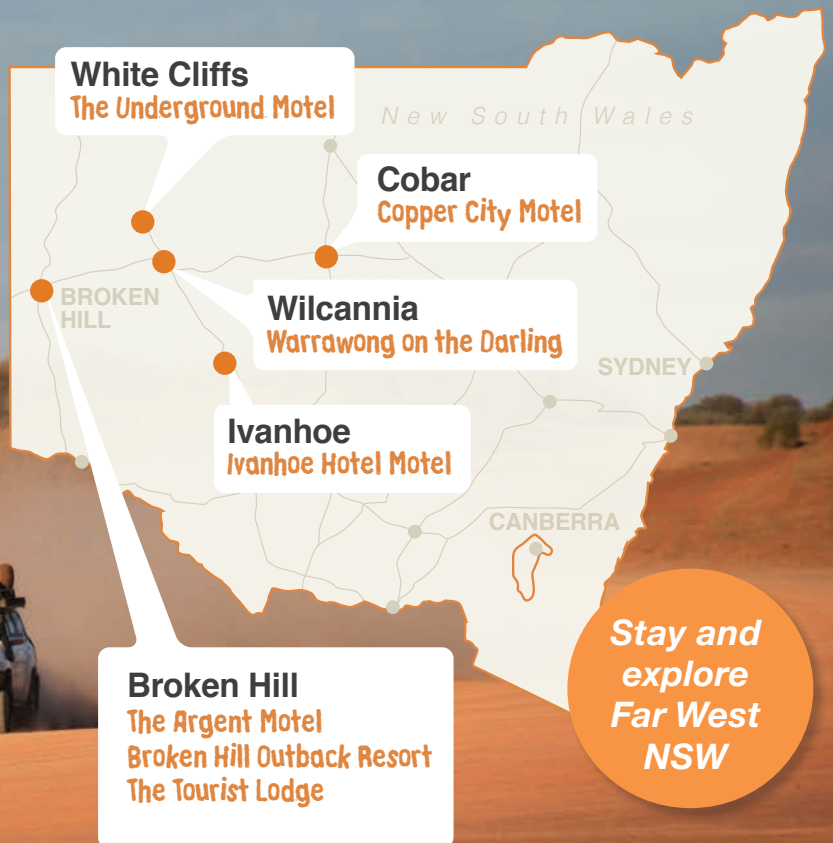 White Cliffs
The Underground Motel
New South Wales
Cobar
Copper City Motel
BROKEN
HILL
Wilcannia
Warrawong on the Darling
SYDNEY
Ivanhoe
Ivanhoe Hotel Motel
CANBERRA
Broken Hill
The Argent Motel
Broken Hill Outback Resort
The Tourist Lodge
Stay and
explore
Far West
NSW